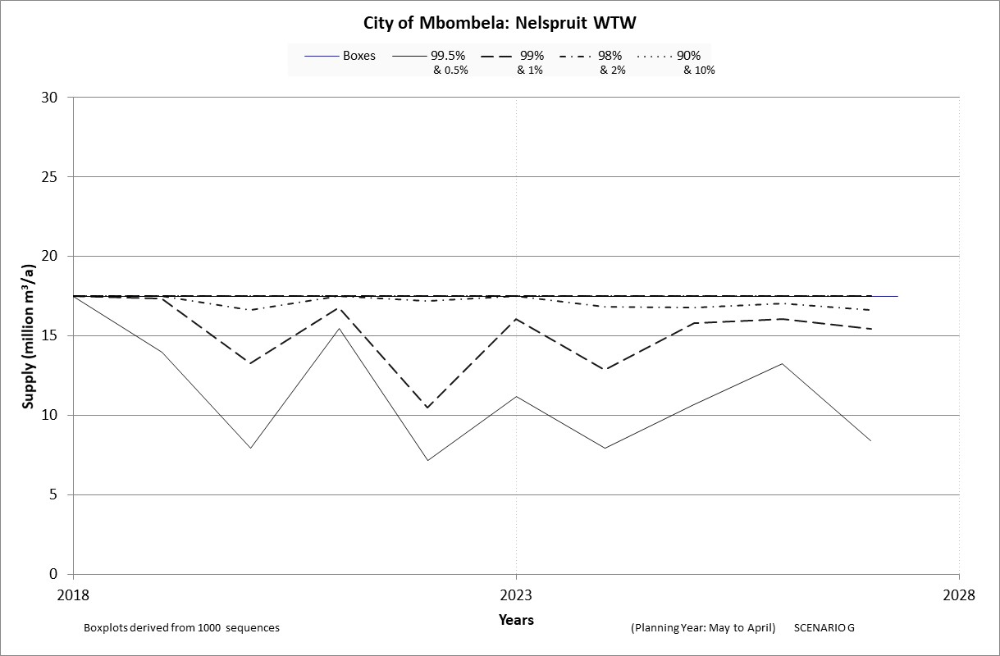 City of Mbombela: Nelspruit WTW
Boxes 99.5% 99% 98% 90%
& 0.5% & 1% & 2% & 10%
30
25
20
15
10
5
0
Supply (million m³/a)
2018 2023 2028
Years
Boxplots derived from 1000 sequences
(Planning Year: May to April) SCENARIO G